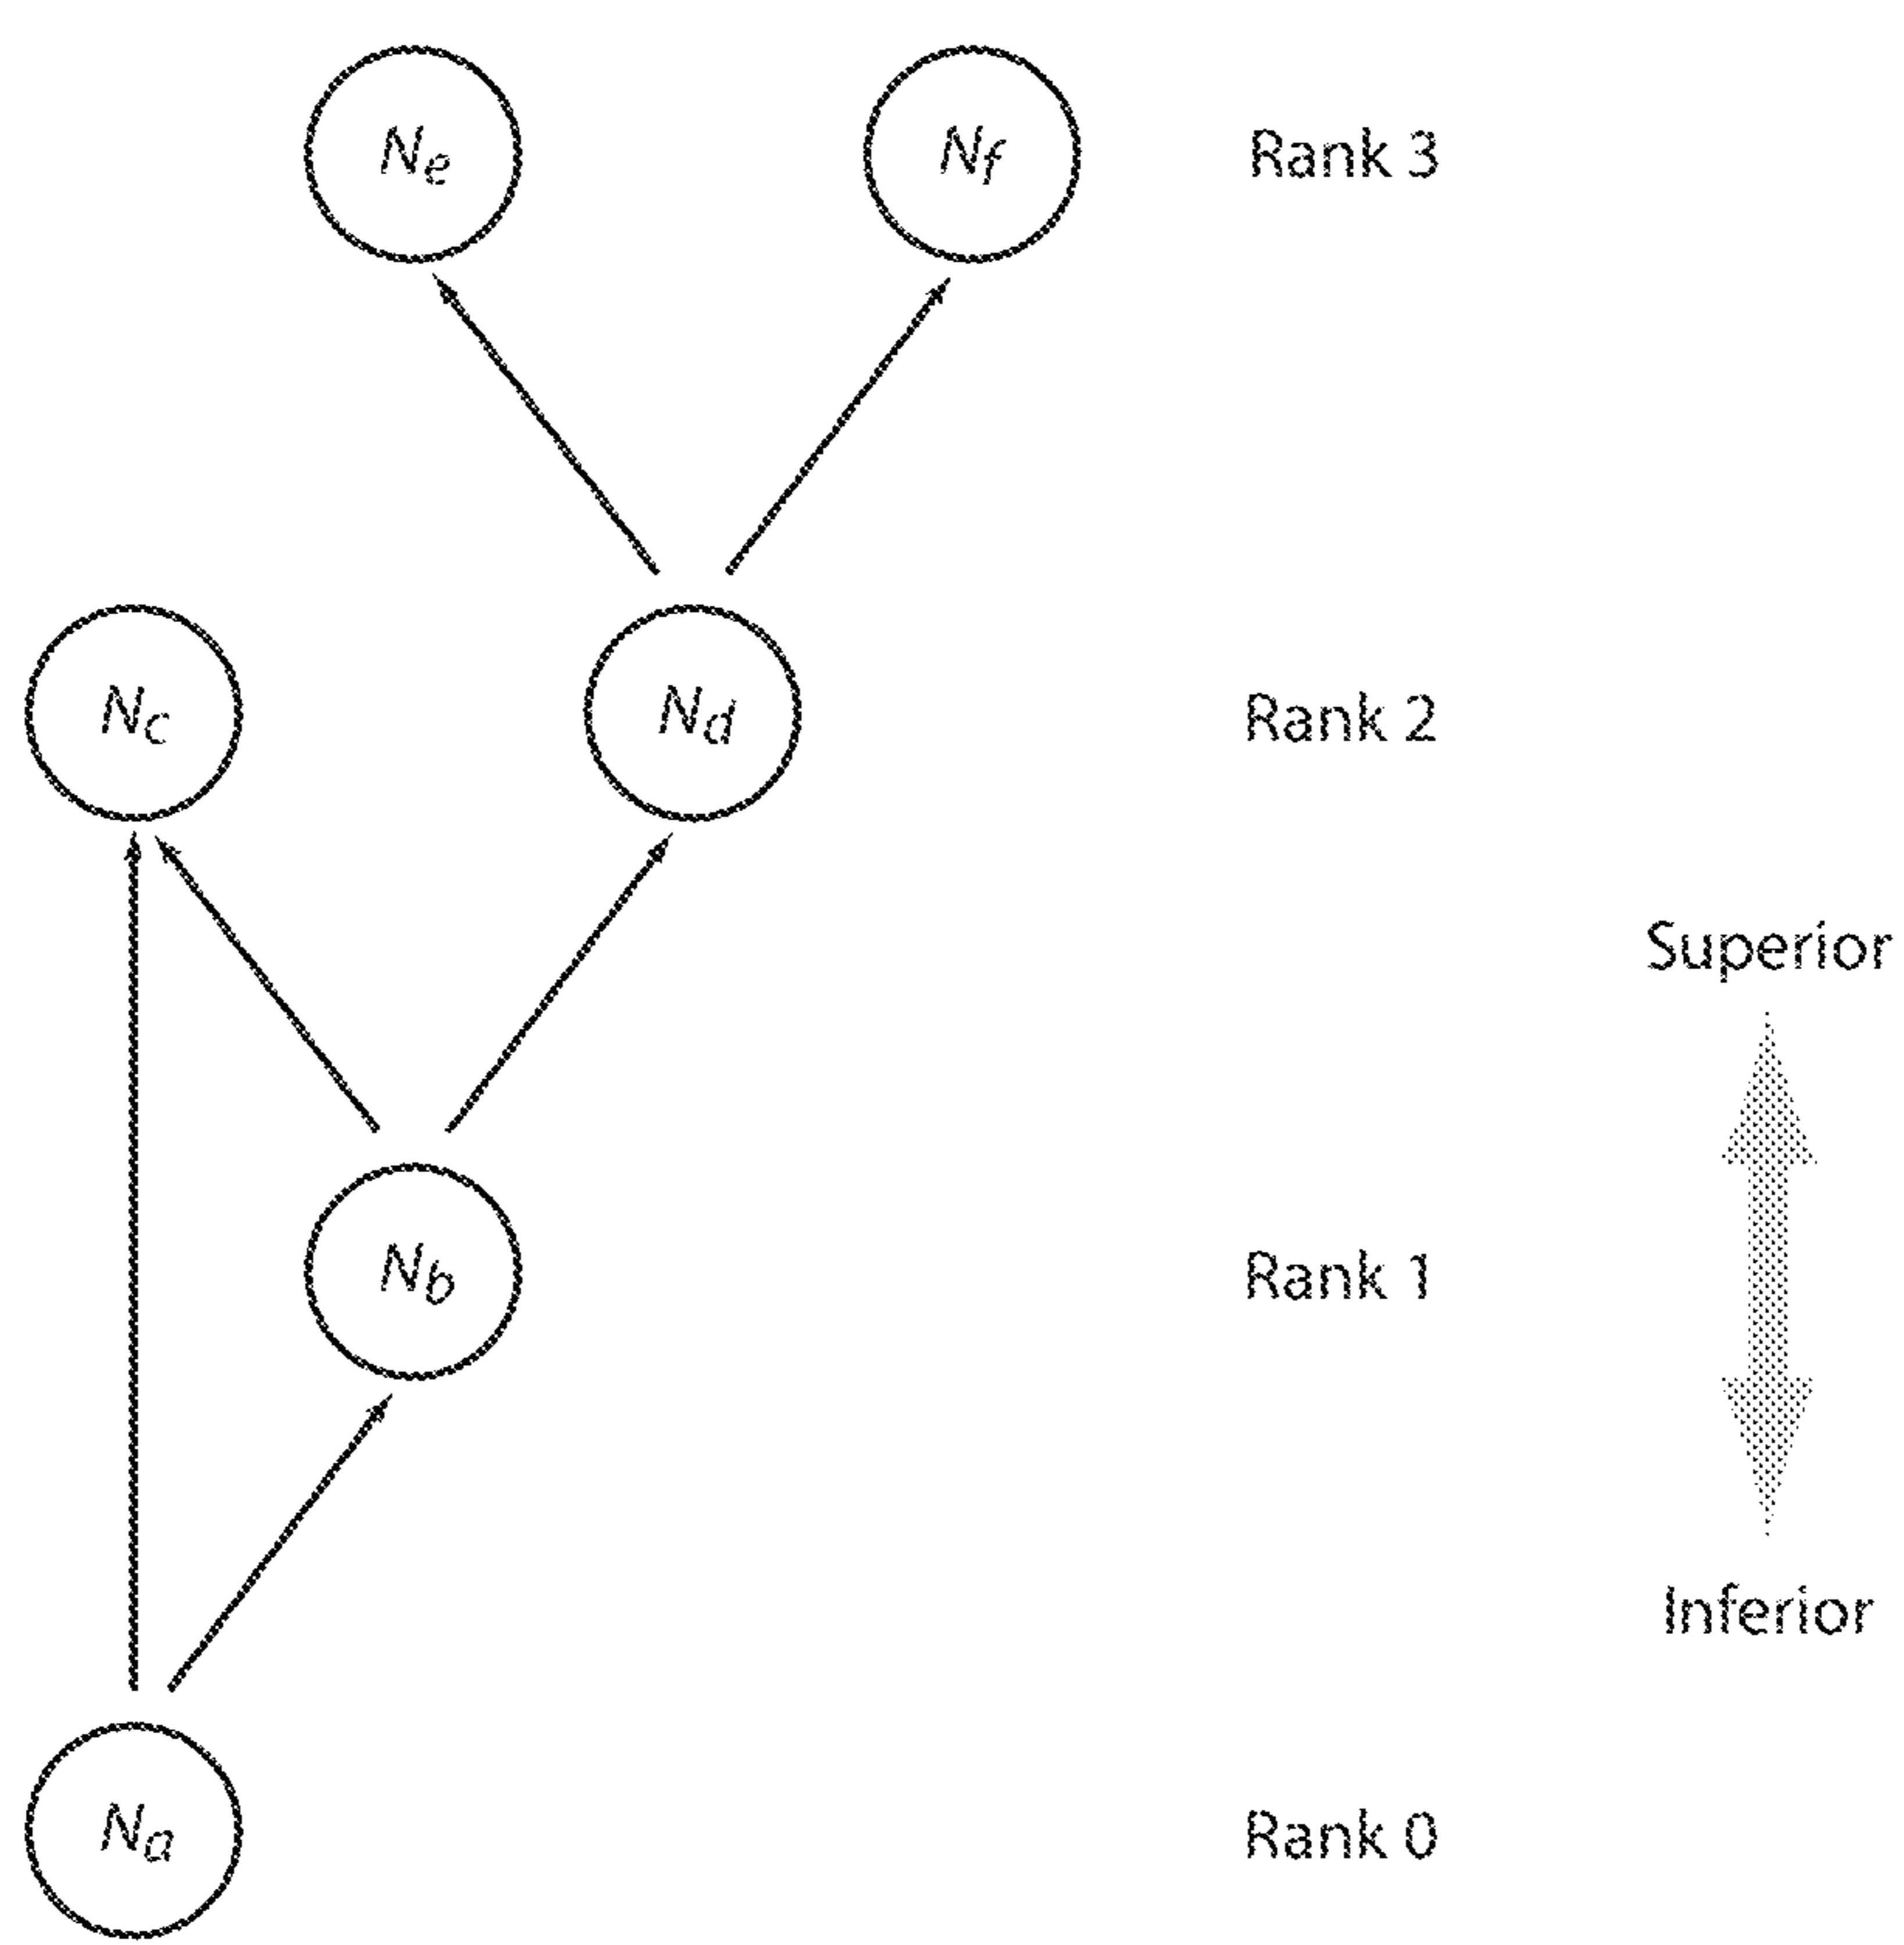 Ne Nf Rank 3
Nc Nd Rank 2
Superior
Nb Rank 1
Inferior
Na Rank 0